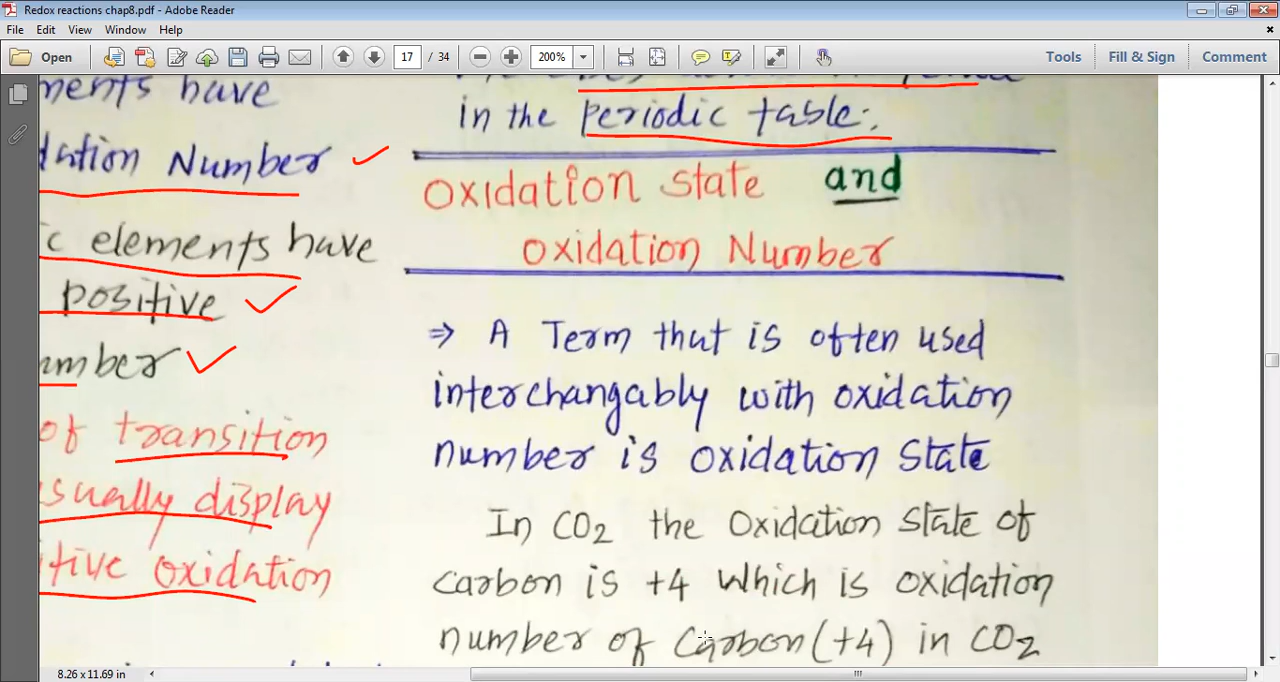 Redox reactions chap8.pdf - Adobe Reader
File Edit View Window Help
Open 17 / 34 200% Tools Fill & Sign Comment
ments have
dation Number
c elements have
positive
umber
of transition
sually display
itive oxidation
in the periodic table.
Oxidation State and
oxidation Number
⇒ A Term that is often used
interchangably with oxidation
number is oxidation State
In CO2 the Oxidation State of
carbon is +4 which is oxidation
number of Carbon (+4) in CO2
8.26 x 11.69 in